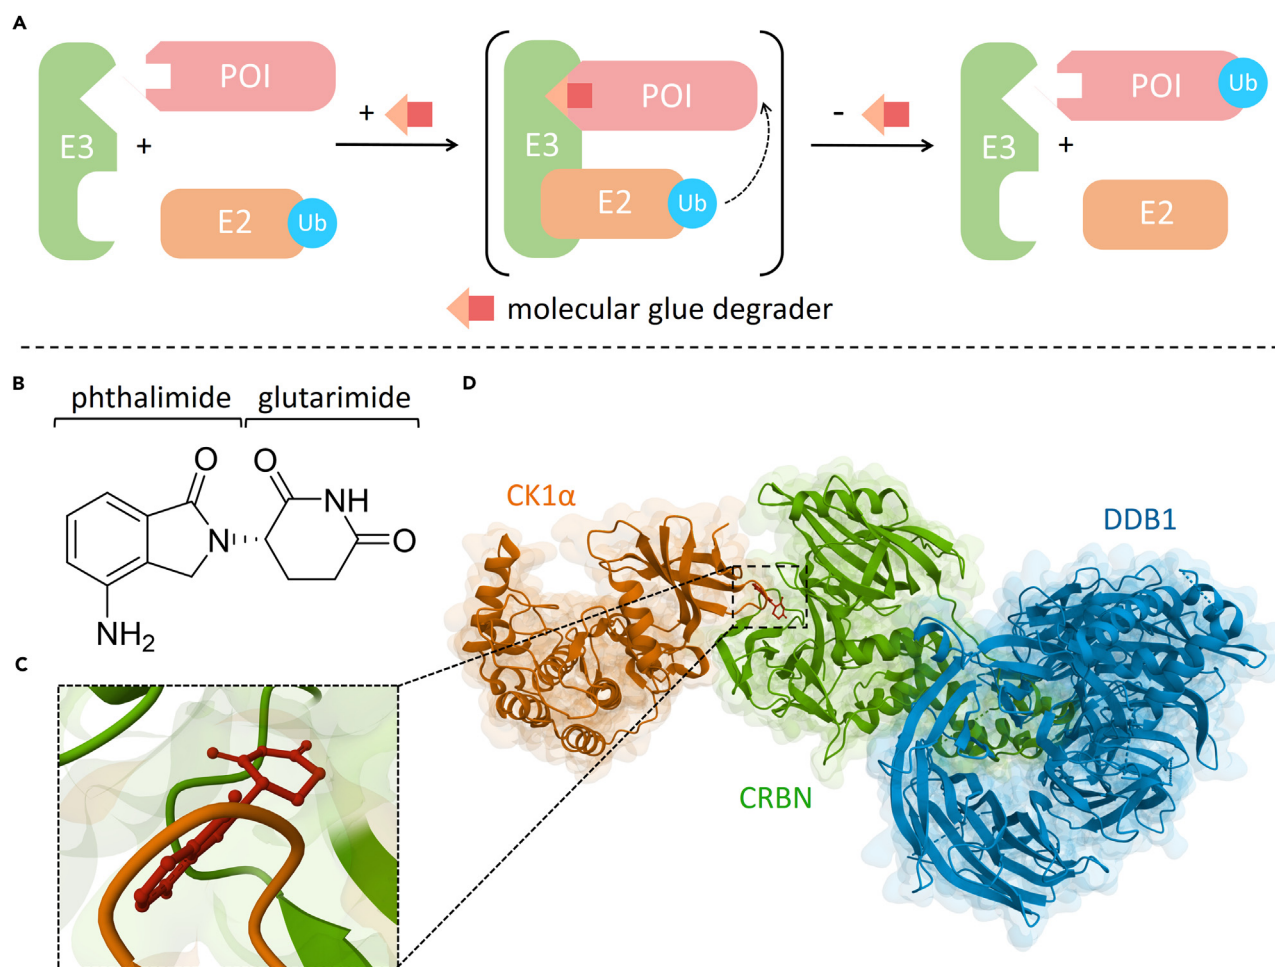 A
E3
+
POI
E2
Ub
+
E3
POI
E2
Ub
-
E3
+
POI
Ub
E2
molecular glue degrader
B
phthalimide
glutarimide
O
O
NH
N
O
NH2
C
D
CK1α
CRBN
DDB1